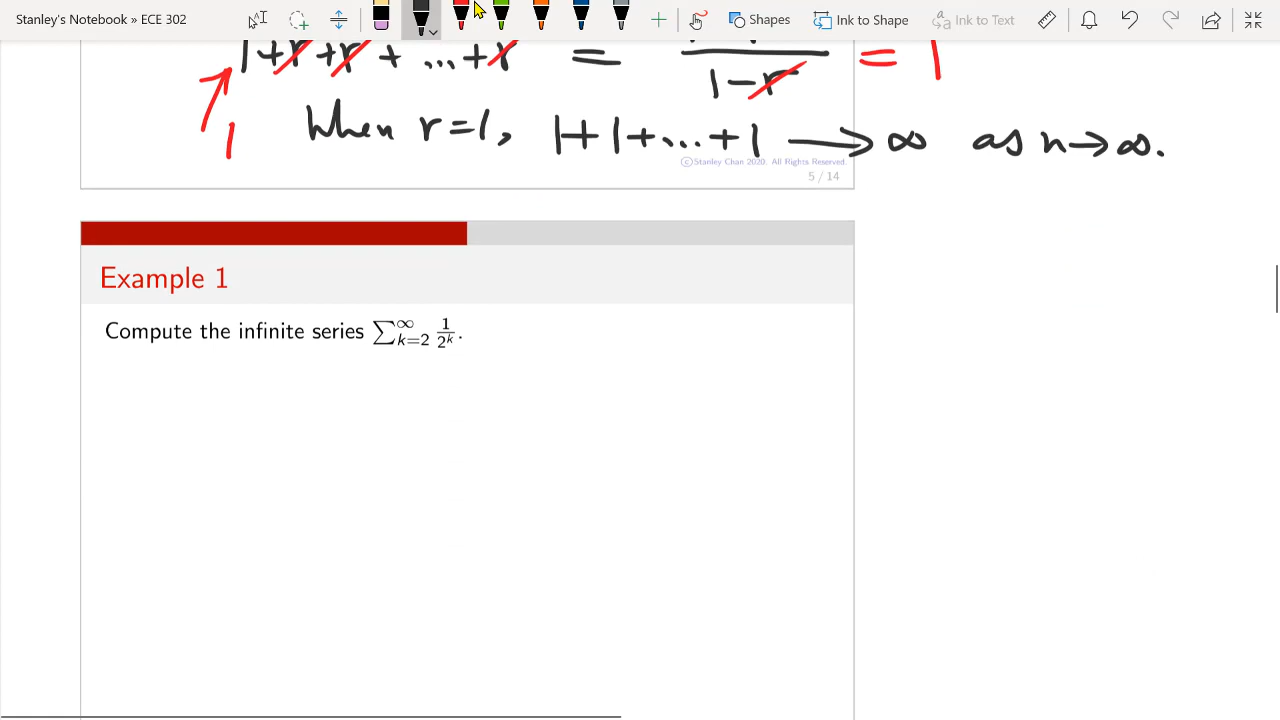 Stanley's Notebook » ECE 302
Shapes
Ink to Shape
Ink to Text
1 + r + r + ... + r = 1 - r = 1
1
When r = 1, 1 + 1 + ... + 1 → ∞ as n → ∞.
©Stanley Chan 2020. All Rights Reserved.
5 / 14
Example 1
Compute the infinite series ∑_{k=2}^{∞} 1/2^k.